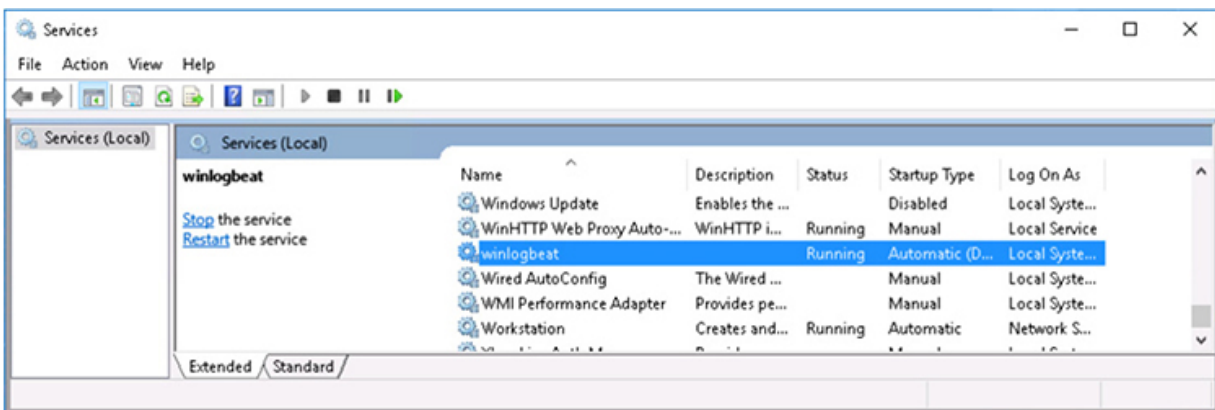 Services
File Action View Help
Services (Local)
Services (Local)
winlogbeat
Stop the service
Restart the service
Name Description Status Startup Type Log On As
Windows Update Enables the ... Disabled Local Syste...
WinHTTP Web Proxy Auto-... WinHTTP i... Running Manual Local Service
winlogbeat Running Automatic (D... Local Syste...
Wired AutoConfig The Wired ... Manual Local Syste...
WMI Performance Adapter Provides pe... Manual Local Syste...
Workstation Creates and... Running Automatic Network S...
Extended Standard